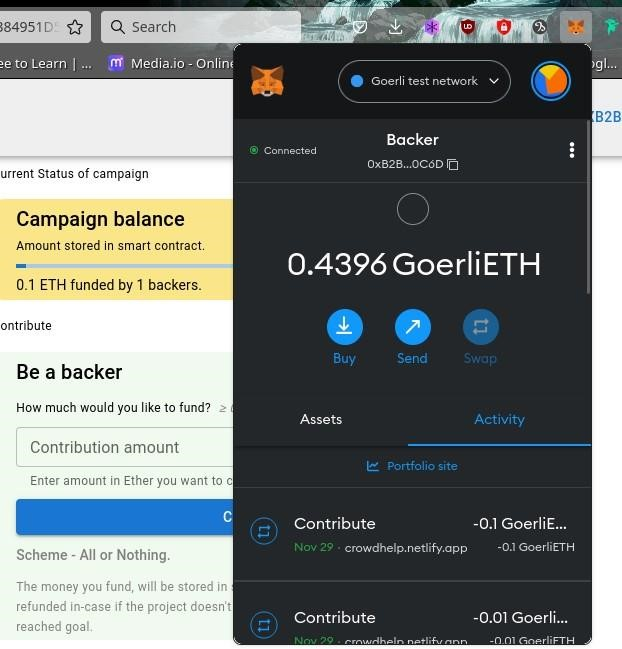 384951D5
Search
ee to Learn | ...
Media.io - Online
Goerli test network
Connected
Backer
0xB2B...0C6D
xB2B
urrent Status of campaign
Campaign balance
Amount stored in smart contract.
0.1 ETH funded by 1 backers.
0.4396 GoerliETH
Buy
Send
Swap
ontribute
Be a backer
How much would you like to fund? ≥
Contribution amount
Enter amount in Ether you want to c
C
Scheme - All or Nothing.
The money you fund, will be stored in s
refunded in-case if the project doesn't
reached goal.
Assets
Activity
Portfolio site
Contribute
-0.1 GoerliE...
Nov 29 · crowdhelp.netlify.app
-0.1 GoerliETH
Contribute
-0.01 Goerli...
Nov 29 · crowdhelp.netlify.app
-0.01 GoerliETH